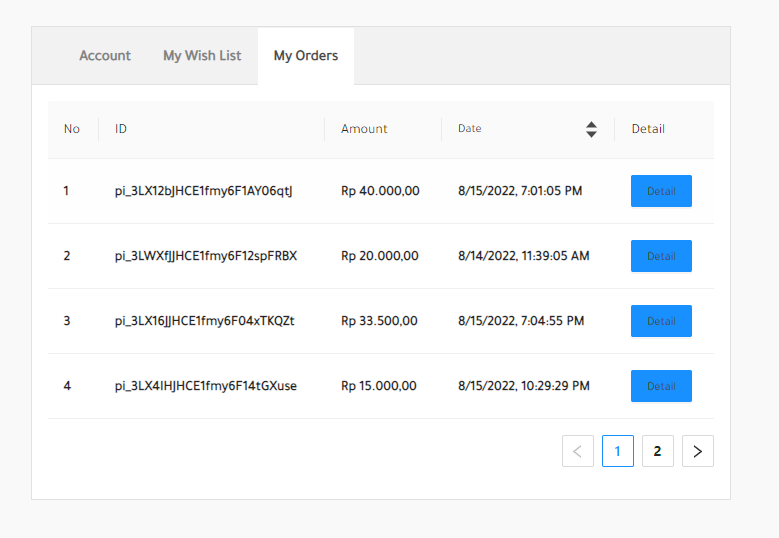 Account My Wish List My Orders
No ID Amount Date Detail
1 pi_3LX12bJHCE1fmy6F1AY06qtJ Rp 40.000,00 8/15/2022, 7:01:05 PM Detail
2 pi_3LWXfJJHCE1fmy6F12spFRBX Rp 20.000,00 8/14/2022, 11:39:05 AM Detail
3 pi_3LX16JJHCE1fmy6F04xTKQZt Rp 33.500,00 8/15/2022, 7:04:55 PM Detail
4 pi_3LX4IHJHCE1fmy6F14tGXuse Rp 15.000,00 8/15/2022, 10:29:29 PM Detail
< 1 2 >